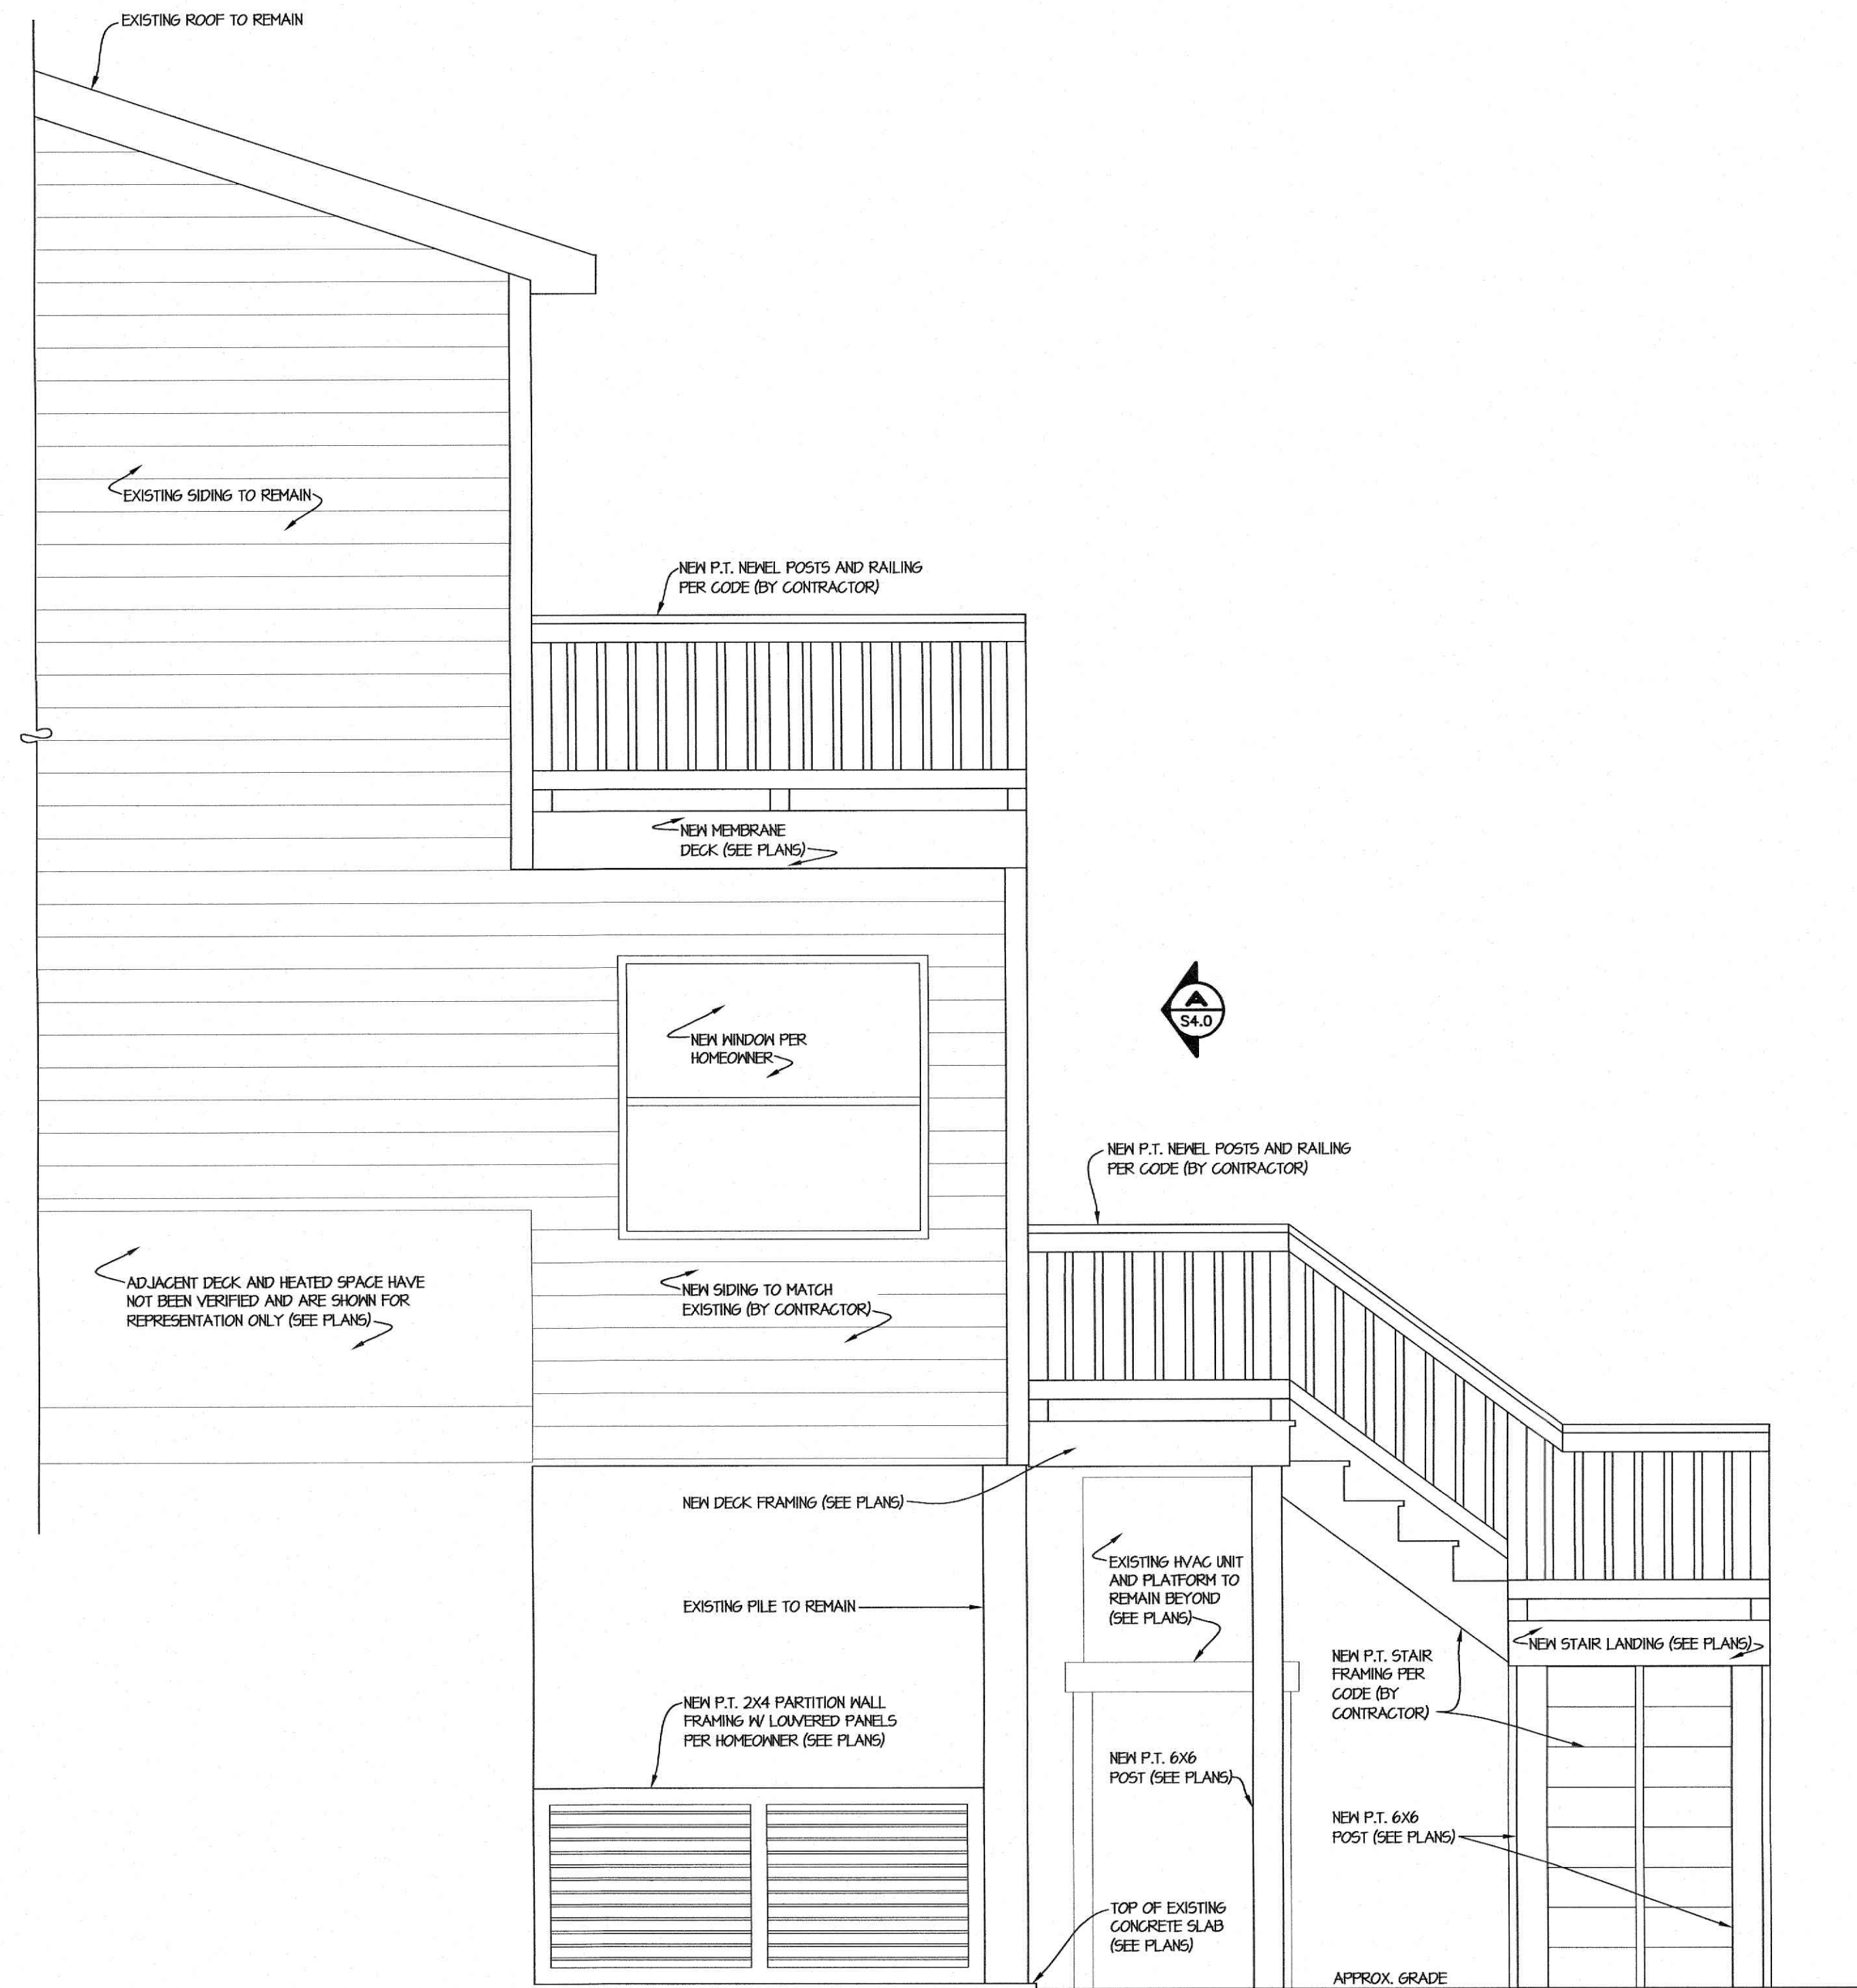 EXISTING ROOF TO REMAIN
EXISTING SIDING TO REMAIN
NEW P.T. NEWEL POSTS AND RAILING
PER CODE (BY CONTRACTOR)
NEW MEMBRANE
DECK (SEE PLANS)
A
S4.0
NEW WINDOW PER
HOMEOWNER
NEW P.T. NEWEL POSTS AND RAILING
PER CODE (BY CONTRACTOR)
ADJACENT DECK AND HEATED SPACE HAVE
NOT BEEN VERIFIED AND ARE SHOWN FOR
REPRESENTATION ONLY (SEE PLANS)
NEW SIDING TO MATCH
EXISTING (BY CONTRACTOR)
NEW DECK FRAMING (SEE PLANS)
EXISTING HVAC UNIT
AND PLATFORM TO
REMAIN BEYOND
(SEE PLANS)
EXISTING PILE TO REMAIN
NEW STAIR LANDING (SEE PLANS)
NEW P.T. STAIR
FRAMING PER
CODE (BY
CONTRACTOR)
NEW P.T. 2X4 PARTITION WALL
FRAMING W/ LOUVERED PANELS
PER HOMEOWNER (SEE PLANS)
NEW P.T. 6X6
POST (SEE PLANS)
NEW P.T. 6X6
POST (SEE PLANS)
TOP OF EXISTING
CONCRETE SLAB
(SEE PLANS)
APPROX. GRADE